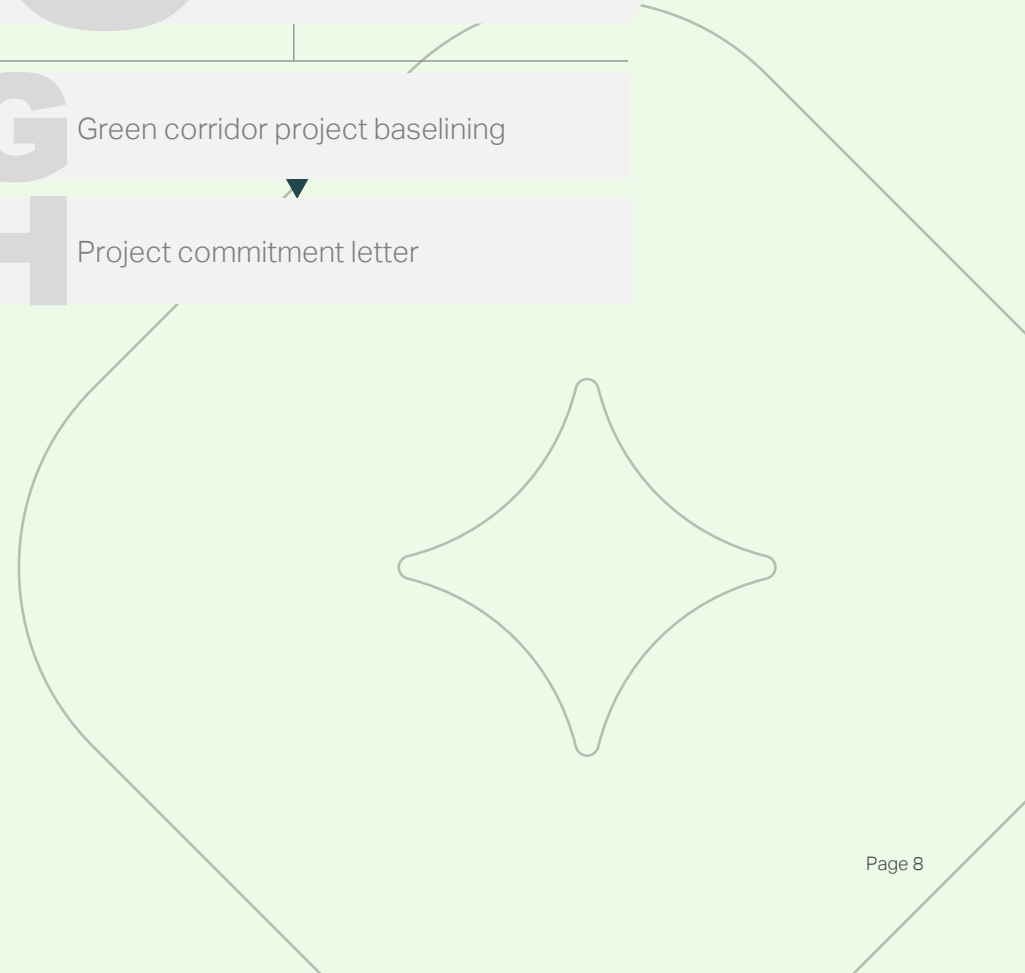 G Green corridor project baselining
H Project commitment letter
Page 8